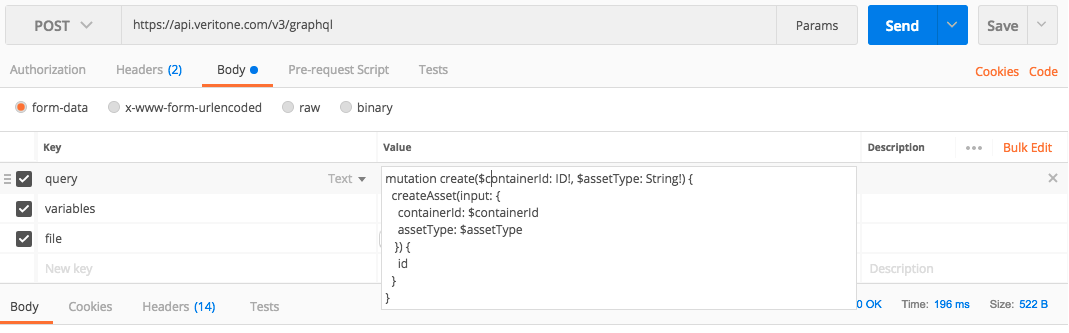 POST https://api.veritone.com/v3/graphql Params Send Save
Authorization Headers (2) Body Pre-request Script Tests Cookies Code
form-data x-www-form-urlencoded raw binary
Key Value Description ••• Bulk Edit
query Text mutation create($containerId: ID!, $assetType: String!) {
createAsset(input: {
variables containerId: $containerId
assetType: $assetType
file }) {
id
New key Description
}
}
Body Cookies Headers (14) Tests 0 OK Time: 196 ms Size: 522 B